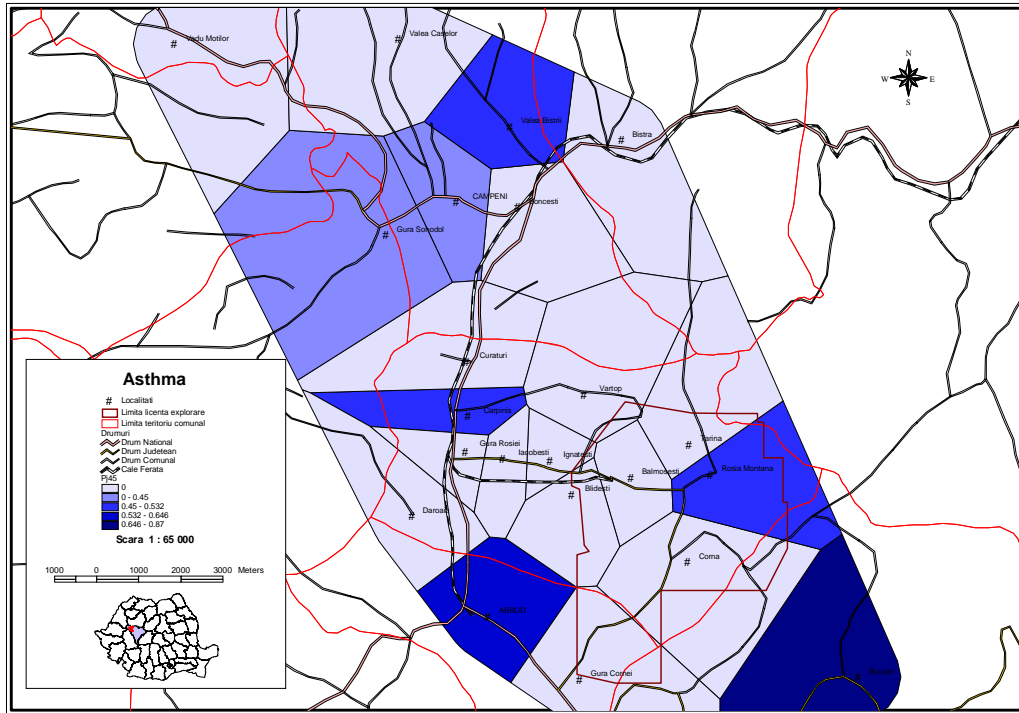 Vadu Motilor
Valea Caselor
N
W E
S
Valea Bistrii
Bistra
CAMPENI
Boncesti
Gura Sohodol
Curaturi
Vartop
Carpinis
Gura Rosiei
Iacobesti
Ignatesti
Tarina
Balmosesti
Rosia Montana
Blidesti
Daroaia
Corna
ABRUD
Gura Cornei
Asthma
# Localitati
Limita licenta explorare
Limita teritoriu comunal
Drumuri
Drum National
Drum Judetean
Drum Comunal
Cale Ferata
Pj45
0
0 - 0.45
0.45 - 0.532
0.532 - 0.646
0.646 - 0.87
Scara 1 : 65 000
1000 0 1000 2000 3000 Meters